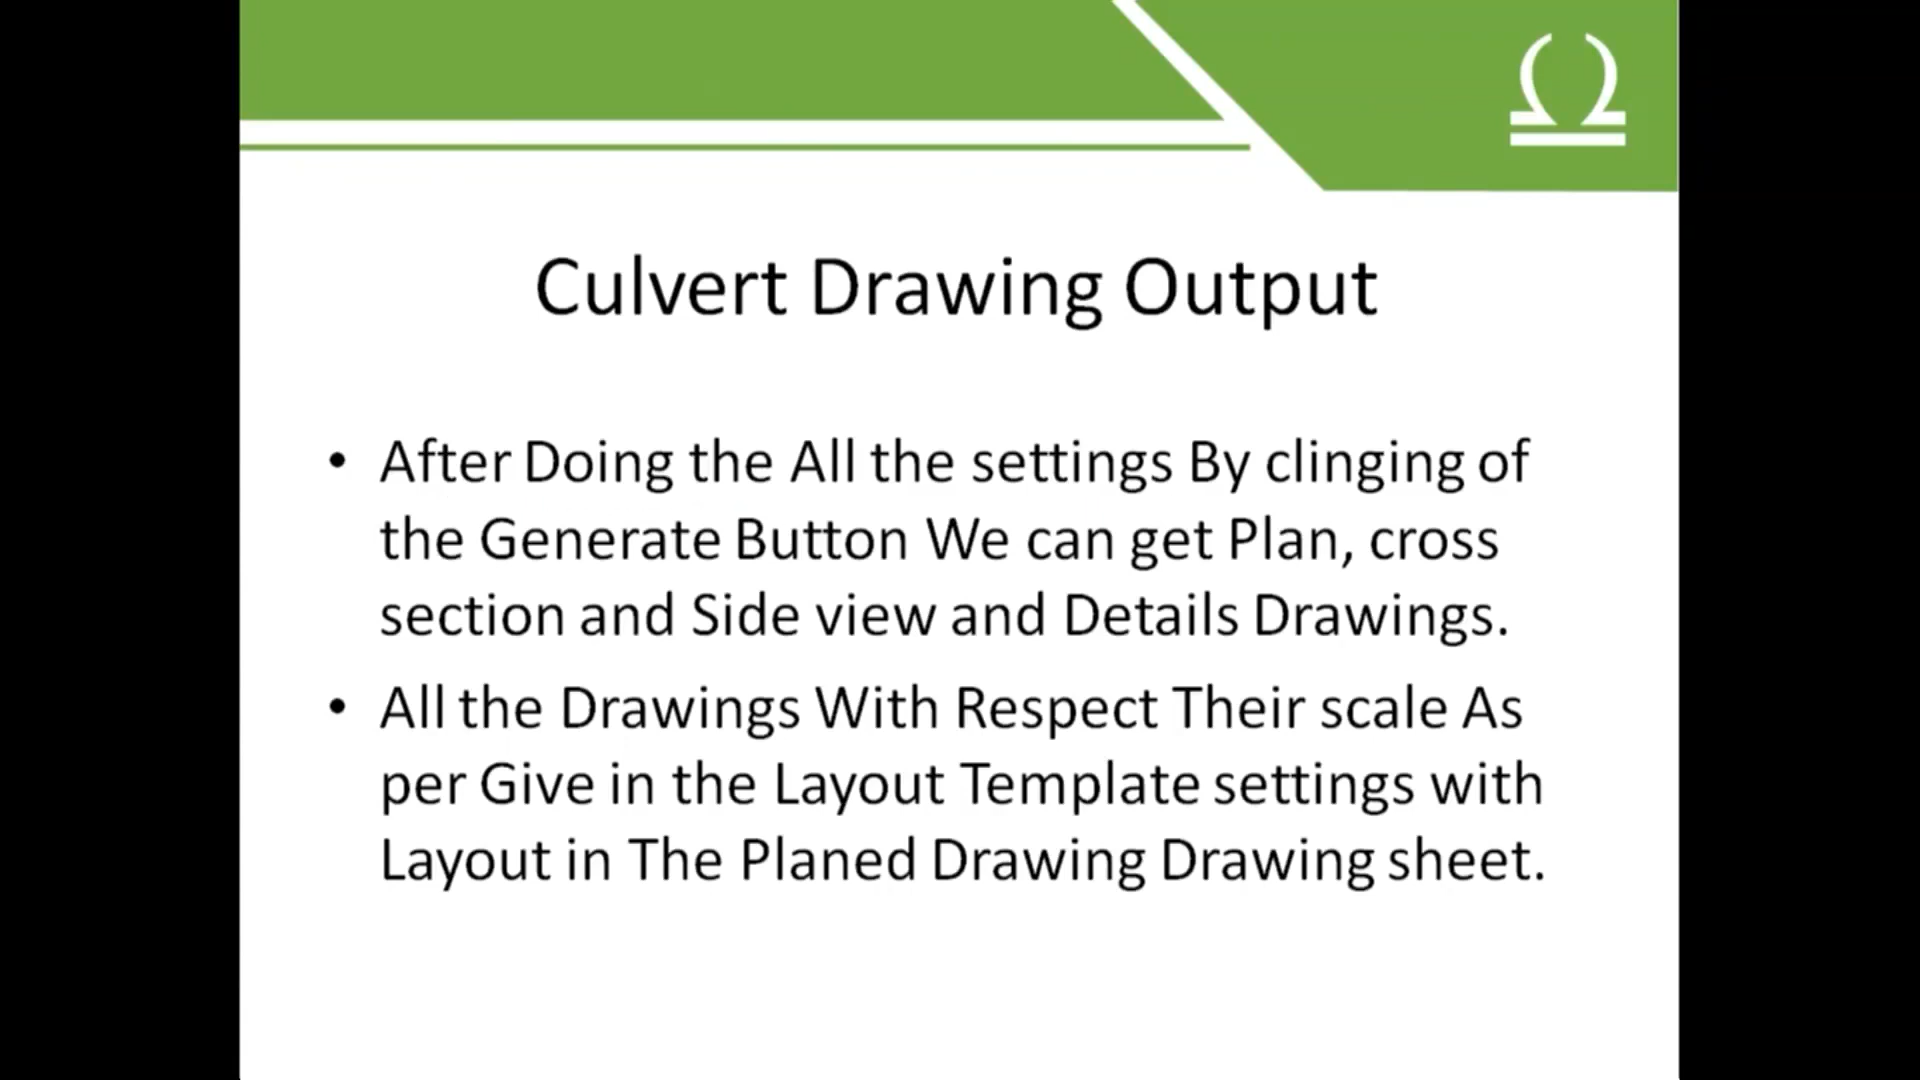 Culvert Drawing Output
• After Doing the All the settings By clinging of
the Generate Button We can get Plan, cross
section and Side view and Details Drawings.
• All the Drawings With Respect Their scale As
per Give in the Layout Template settings with
Layout in The Planed Drawing Drawing sheet.